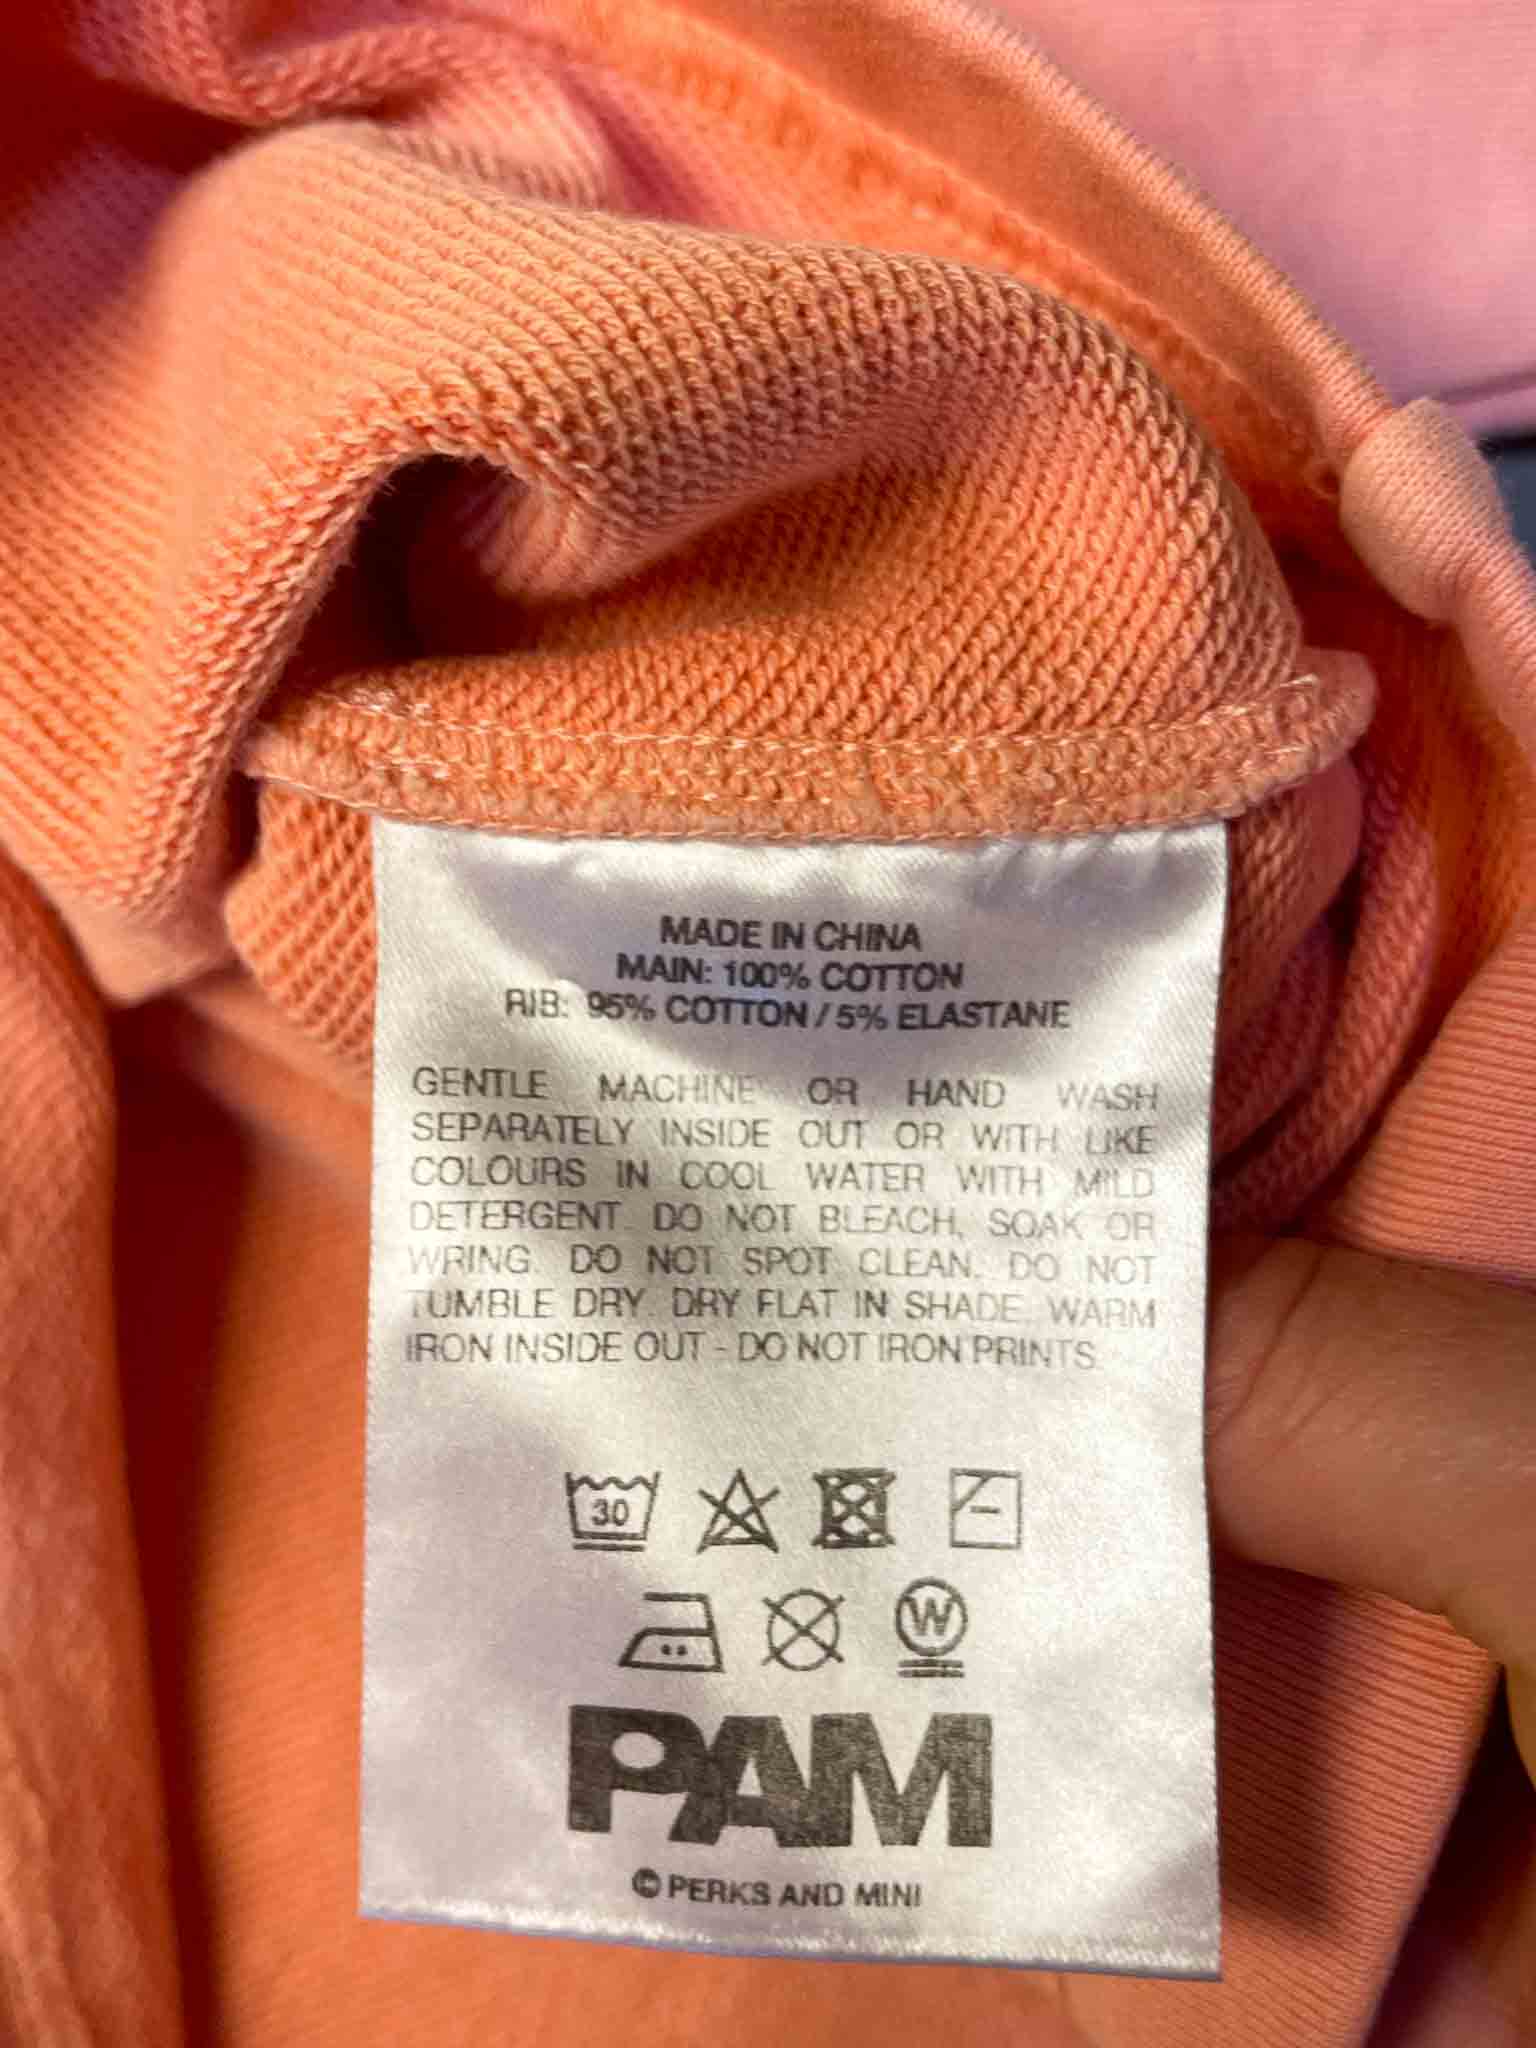 MADE IN CHINA
MAIN: 100% COTTON
RIB: 95% COTTON / 5% ELASTANE
GENTLE MACHINE OR HAND WASH
SEPARATELY INSIDE OUT OR WITH LIKE
COLOURS IN COOL WATER WITH MILD
DETERGENT. DO NOT BLEACH, SOAK OR
WRING. DO NOT SPOT CLEAN. DO NOT
TUMBLE DRY. DRY FLAT IN SHADE. WARM
IRON INSIDE OUT - DO NOT IRON PRINTS.
30
W
PAM
© PERKS AND MINI